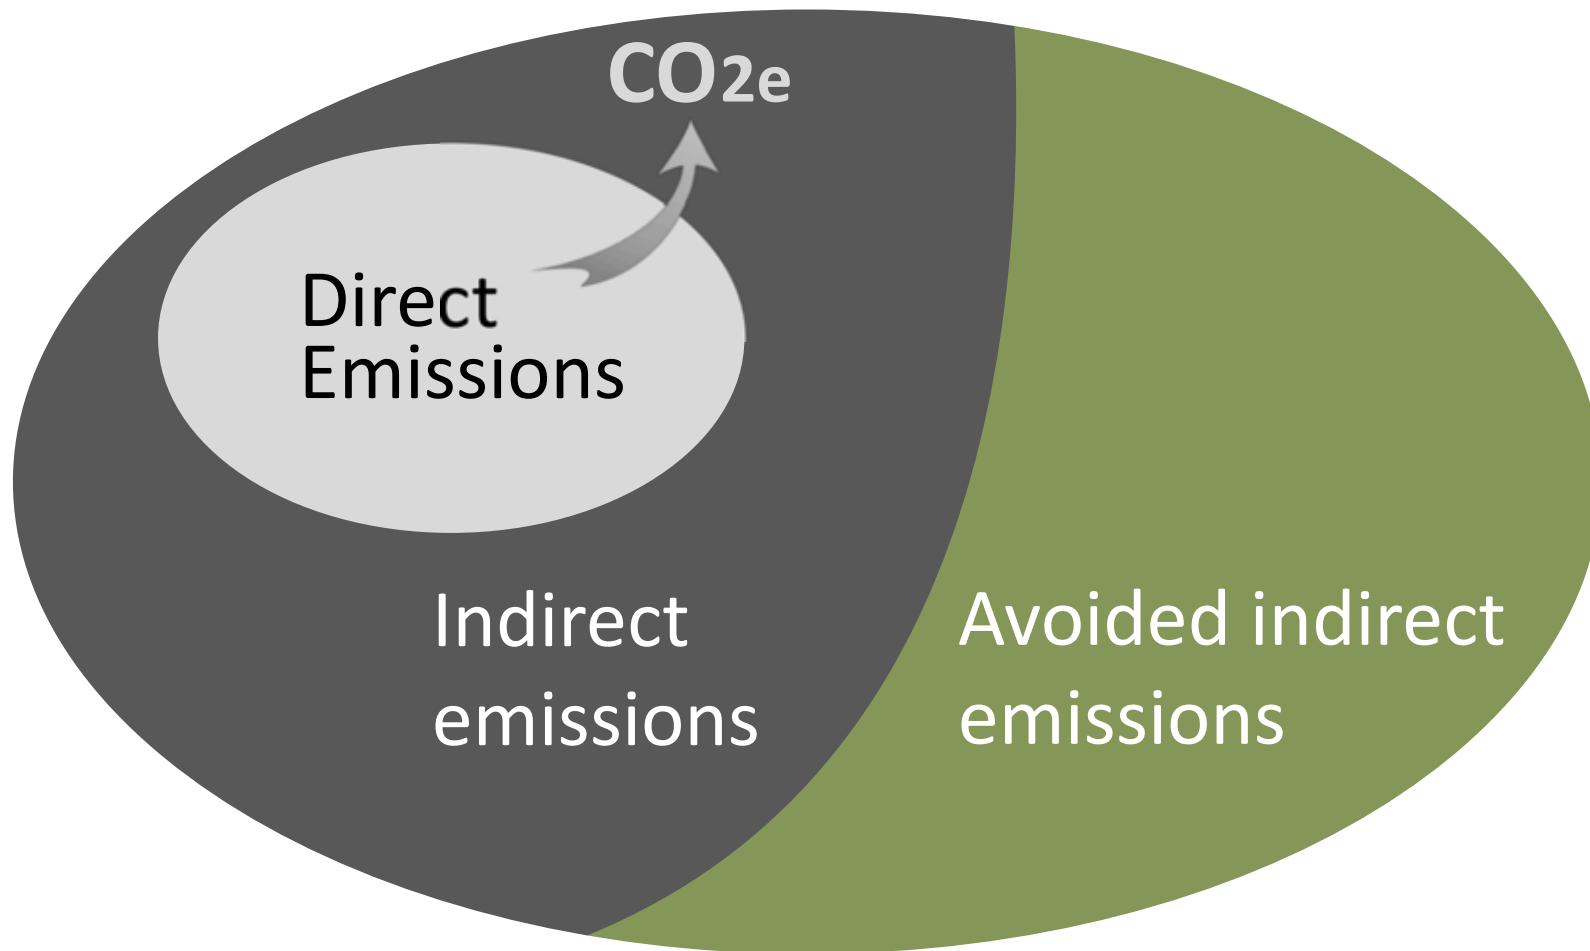 CO2e
Direct
Emissions
Indirect
emissions
Avoided indirect
emissions